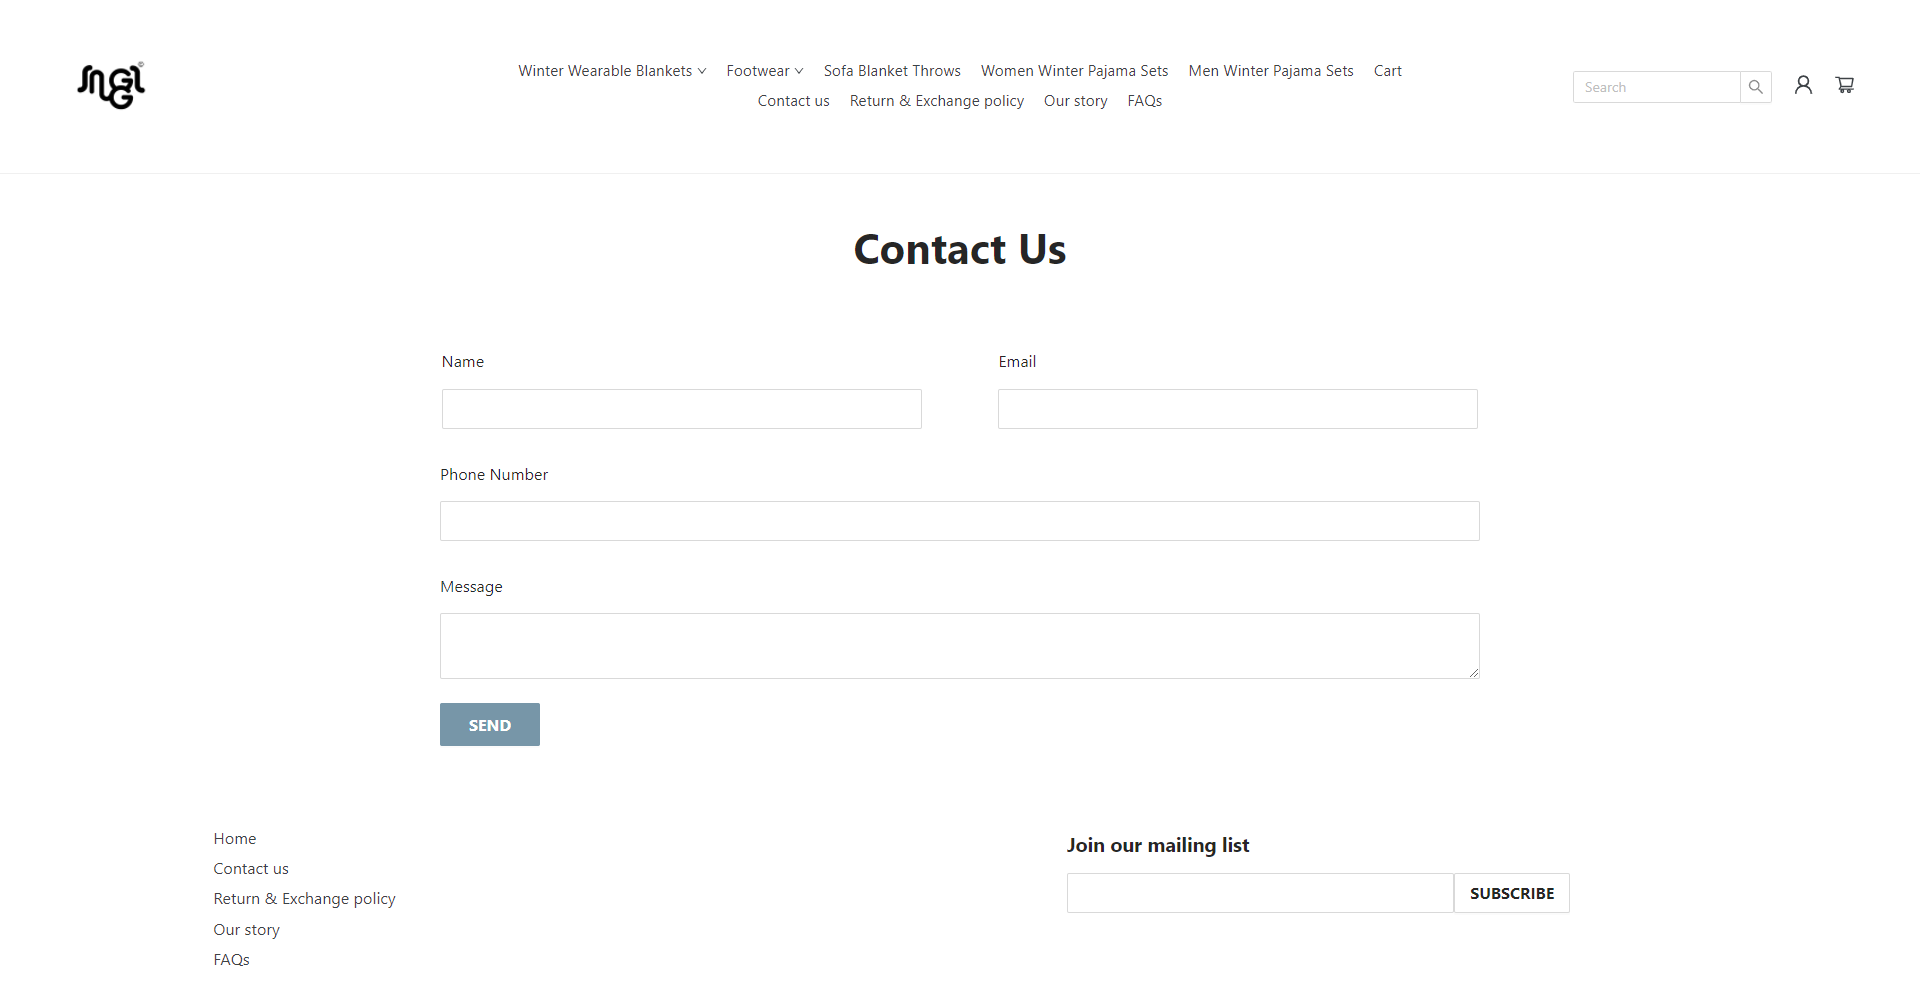 Winter Wearable Blankets Footwear Sofa Blanket Throws Women Winter Pajama Sets Men Winter Pajama Sets Cart
Contact us Return & Exchange policy Our story FAQs
Search
Contact Us
Name Email
Phone Number
Message
SEND
Home
Contact us
Return & Exchange policy
Our story
FAQs
Join our mailing list
SUBSCRIBE